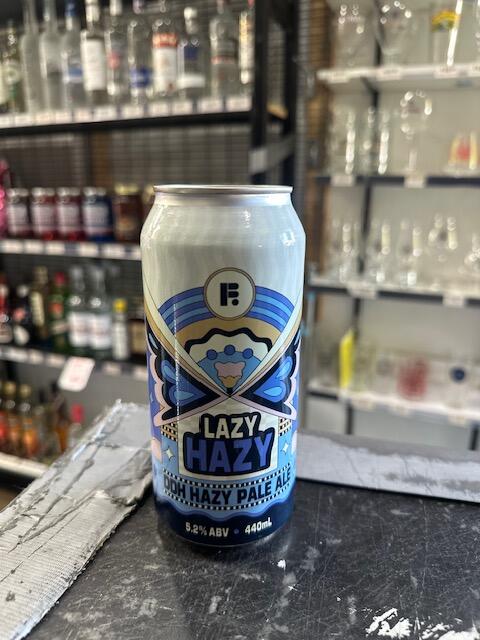 F.
LAZY
HAZY
DDH HAZY PALE ALE
5.2% ABV • 440mL